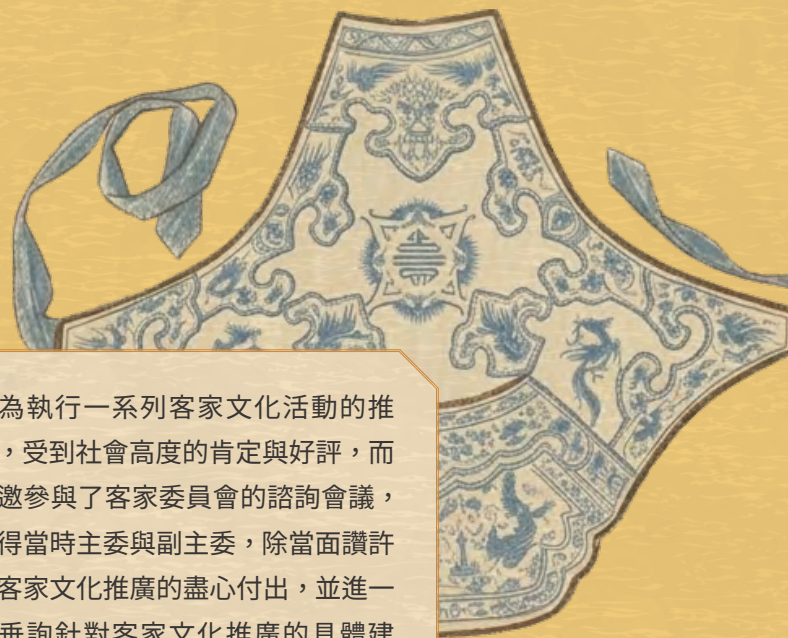 為執行一系列客家文化活動的推
，受到社會高度的肯定與好評，而
邀參與了客家委員會的諮詢會議，
得當時主委與副主委，除當面讚許
客家文化推廣的盡心付出，並進一
垂詢針對客家文化推廣的具體建